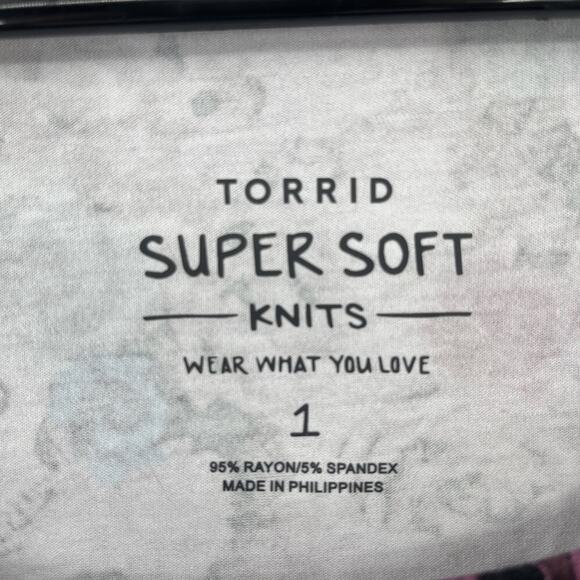 TORRID
SUPER SOFT
KNITS
WEAR WHAT YOU LOVE
1
95% RAYON/5% SPANDEX
MADE IN PHILIPPINES